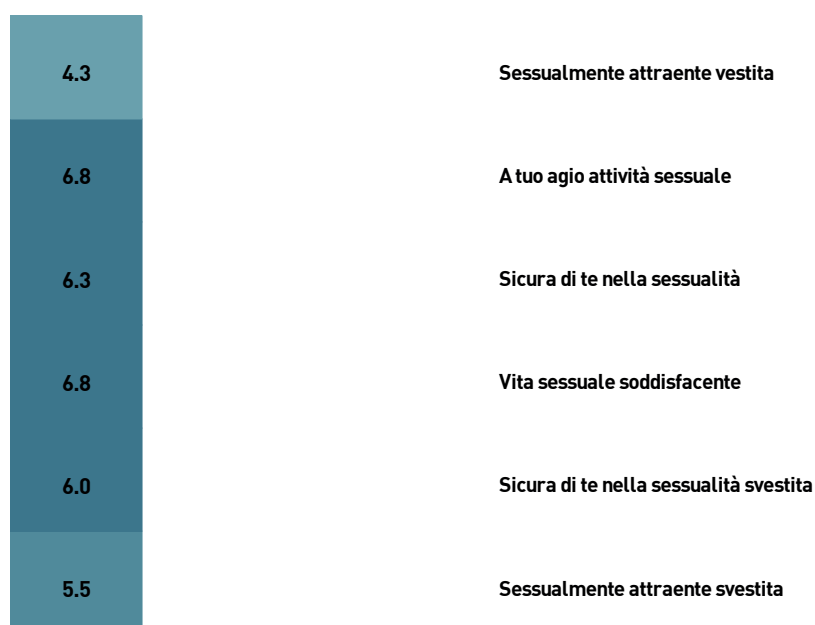 4.3 Sessualmente attraente vestita
6.8 A tuo agio attività sessuale
6.3 Sicura di te nella sessualità
6.8 Vita sessuale soddisfacente
6.0 Sicura di te nella sessualità svestita
5.5 Sessualmente attraente svestita